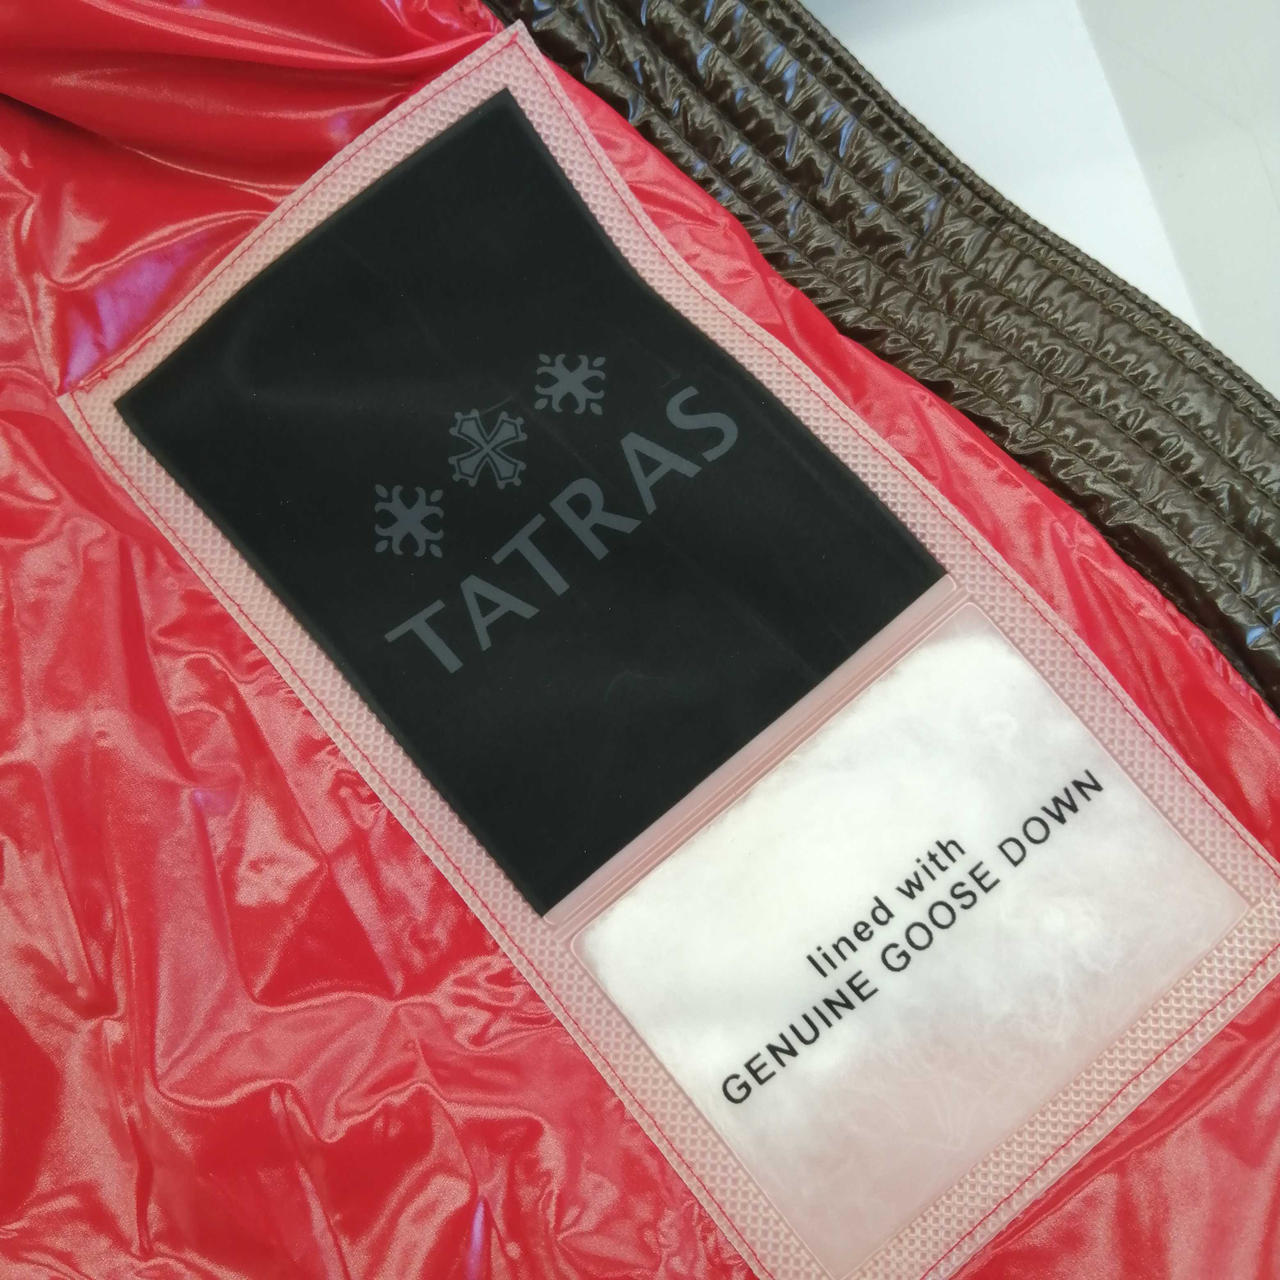 TATRAS
lined with
GENUINE GOOSE DOWN